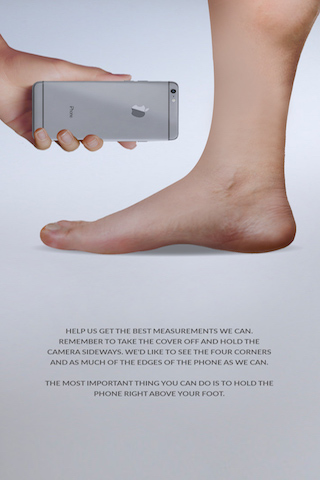 iPhone
HELP US GET THE BEST MEASUREMENTS WE CAN.
REMEMBER TO TAKE THE COVER OFF AND HOLD THE
CAMERA SIDEWAYS. WE'D LIKE TO SEE THE FOUR CORNERS
AND AS MUCH OF THE EDGES OF THE PHONE AS WE CAN.
THE MOST IMPORTANT THING YOU CAN DO IS TO HOLD THE
PHONE RIGHT ABOVE YOUR FOOT.